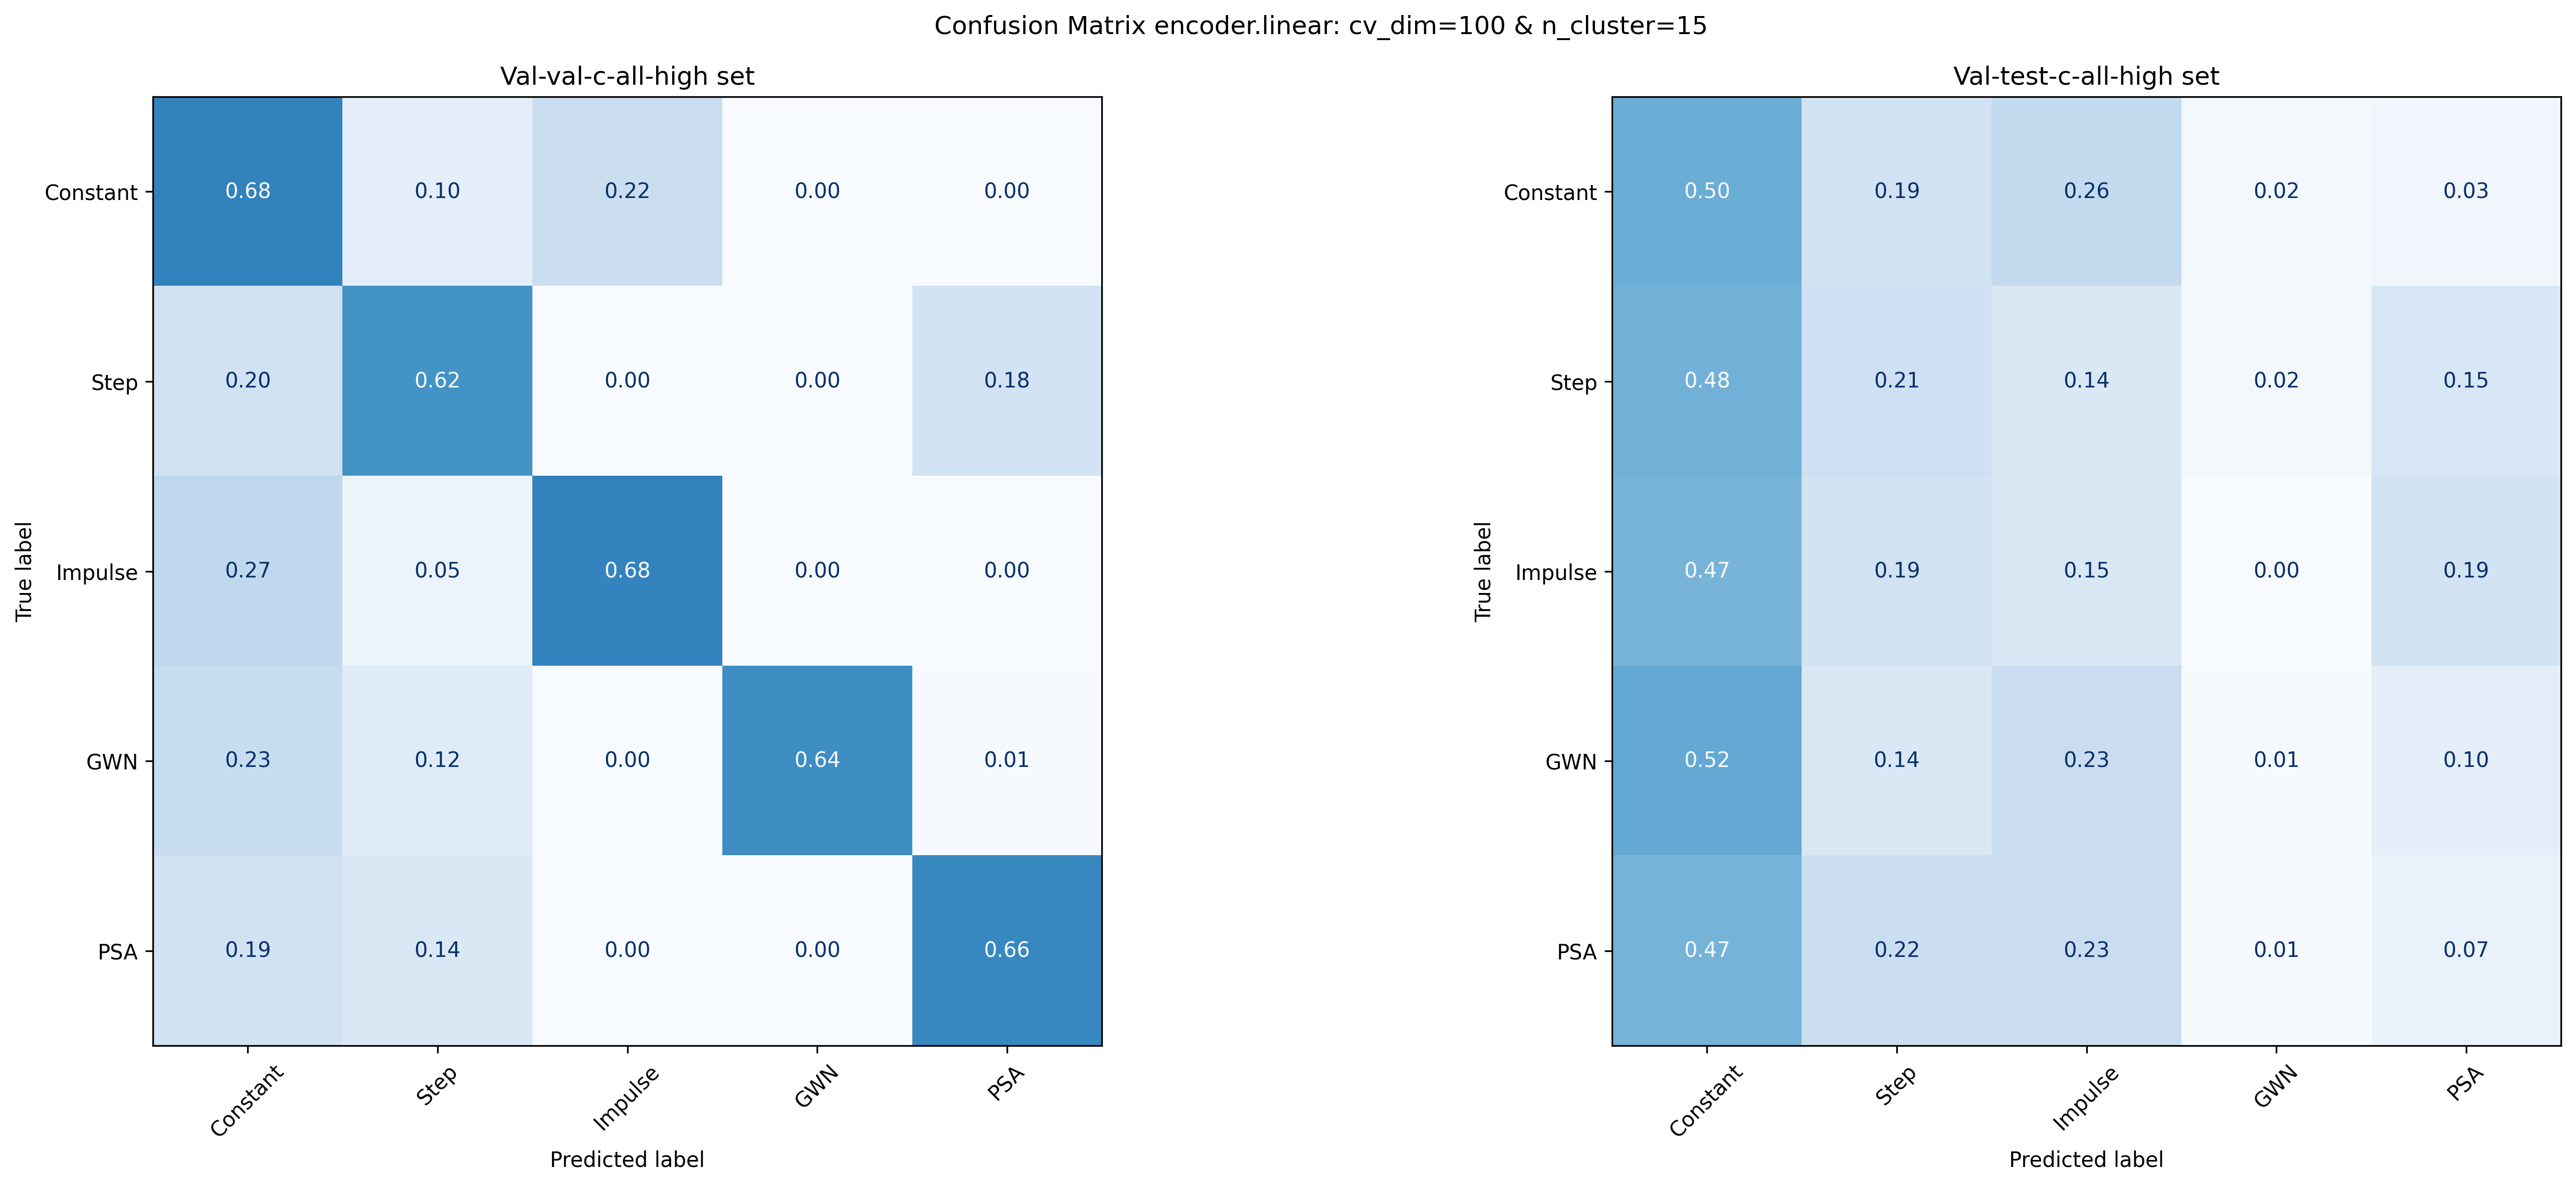 Confusion Matrix encoder.linear: cv_dim=100 & n_cluster=15
Val-val-c-all-high set
True label
Constant 0.68 0.10 0.22 0.00 0.00
Step 0.20 0.62 0.00 0.00 0.18
Impulse 0.27 0.05 0.68 0.00 0.00
GWN 0.23 0.12 0.00 0.64 0.01
PSA 0.19 0.14 0.00 0.00 0.66
Constant Step Impulse GWN PSA
Predicted label
Val-test-c-all-high set
True label
Constant 0.50 0.19 0.26 0.02 0.03
Step 0.48 0.21 0.14 0.02 0.15
Impulse 0.47 0.19 0.15 0.00 0.19
GWN 0.52 0.14 0.23 0.01 0.10
PSA 0.47 0.22 0.23 0.01 0.07
Constant Step Impulse GWN PSA
Predicted label